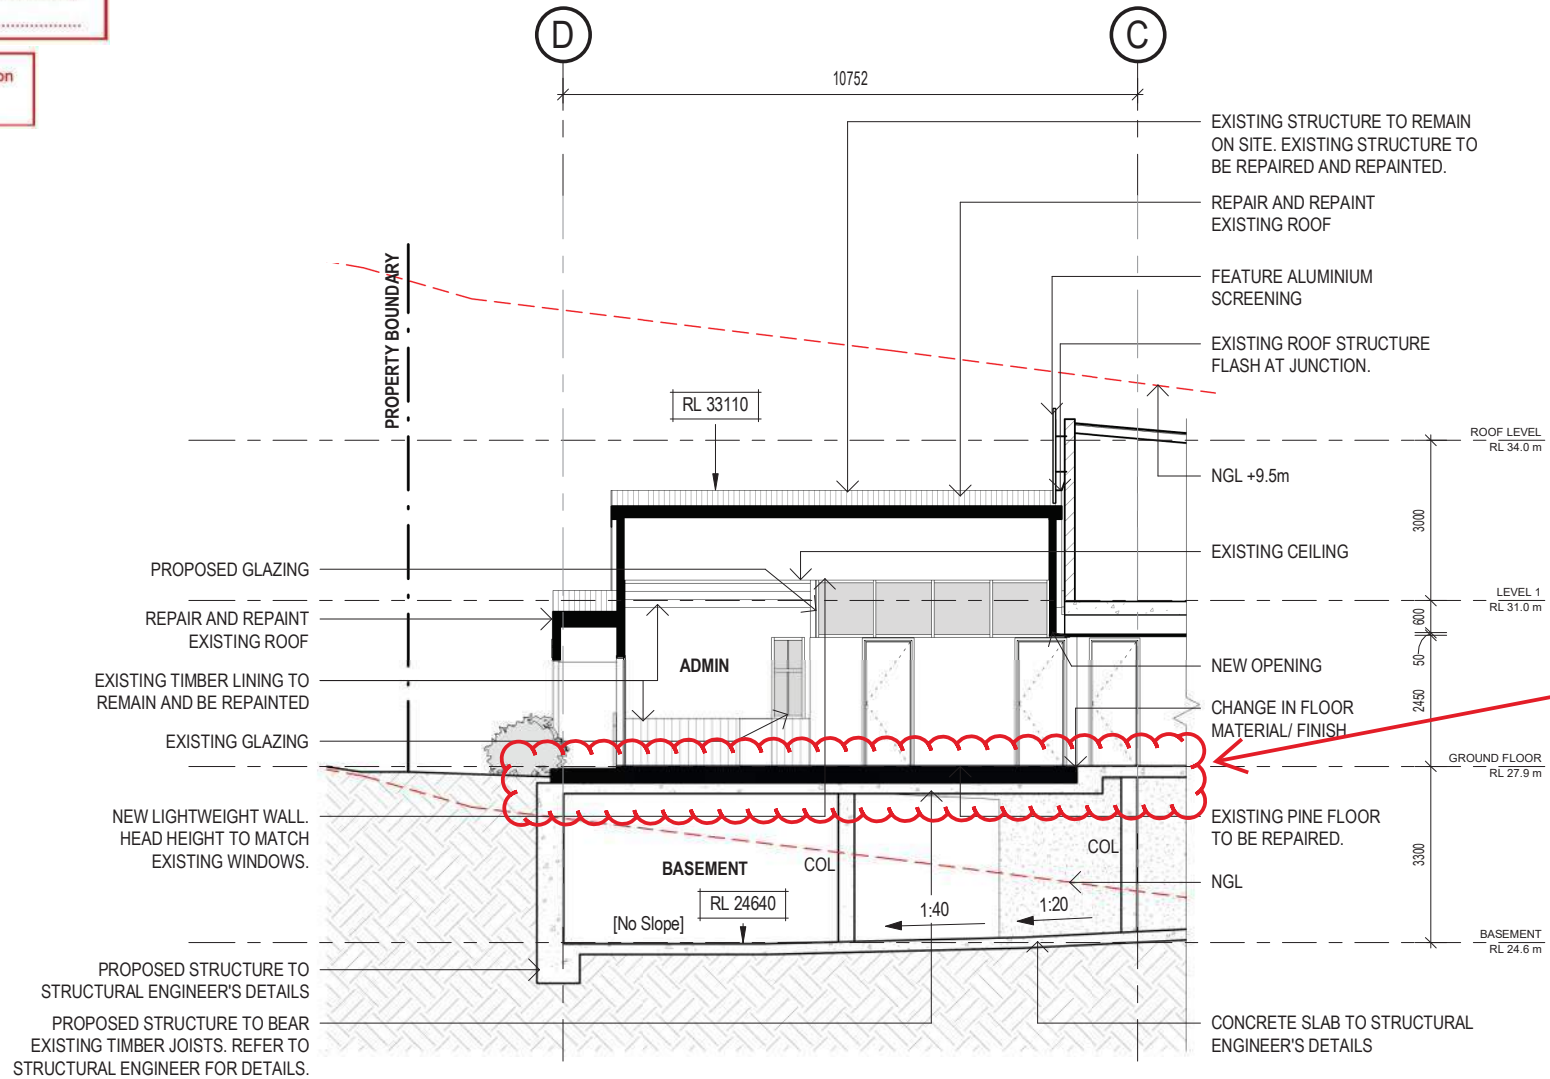 on
D
C
10752
EXISTING STRUCTURE TO REMAIN
ON SITE. EXISTING STRUCTURE TO
BE REPAIRED AND REPAINTED.
REPAIR AND REPAINT
EXISTING ROOF
FEATURE ALUMINIUM
SCREENING
EXISTING ROOF STRUCTURE
FLASH AT JUNCTION.
PROPERTY BOUNDARY
RL 33110
ROOF LEVEL
RL 34.0 m
NGL +9.5m
3000
EXISTING CEILING
PROPOSED GLAZING
LEVEL 1
RL 31.0 m
REPAIR AND REPAINT
EXISTING ROOF
600
50
ADMIN
NEW OPENING
EXISTING TIMBER LINING TO
REMAIN AND BE REPAINTED
2450
CHANGE IN FLOOR
MATERIAL/ FINISH
EXISTING GLAZING
GROUND FLOOR
RL 27.9 m
NEW LIGHTWEIGHT WALL.
HEAD HEIGHT TO MATCH
EXISTING WINDOWS.
EXISTING PINE FLOOR
TO BE REPAIRED.
COL
COL
BASEMENT
3300
NGL
RL 24640
[No Slope]
1:40
1:20
BASEMENT
RL 24.6 m
PROPOSED STRUCTURE TO
STRUCTURAL ENGINEER'S DETAILS
PROPOSED STRUCTURE TO BEAR
EXISTING TIMBER JOISTS. REFER TO
STRUCTURAL ENGINEER FOR DETAILS.
CONCRETE SLAB TO STRUCTURAL
ENGINEER'S DETAILS